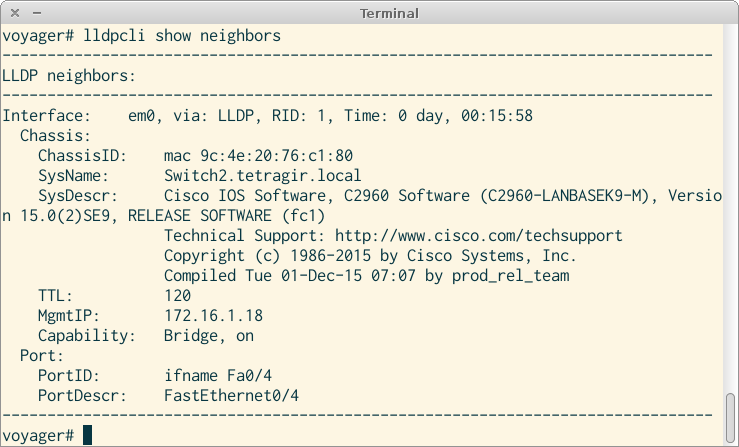 Terminal
voyager# lldpcli show neighbors
-------------------------------------------------------------------------------
LLDP neighbors:
-------------------------------------------------------------------------------
Interface:    em0, via: LLDP, RID: 1, Time: 0 day, 00:15:58
  Chassis:
    ChassisID:    mac 9c:4e:20:76:c1:80
    SysName:      Switch2.tetragir.local
    SysDescr:     Cisco IOS Software, C2960 Software (C2960-LANBASEK9-M), Versio
n 15.0(2)SE9, RELEASE SOFTWARE (fc1)
                  Technical Support: http://www.cisco.com/techsupport
                  Copyright (c) 1986-2015 by Cisco Systems, Inc.
                  Compiled Tue 01-Dec-15 07:07 by prod_rel_team
    TTL:          120
    MgmtIP:       172.16.1.18
    Capability:   Bridge, on
  Port:
    PortID:       ifname Fa0/4
    PortDescr:    FastEthernet0/4
-------------------------------------------------------------------------------
voyager#